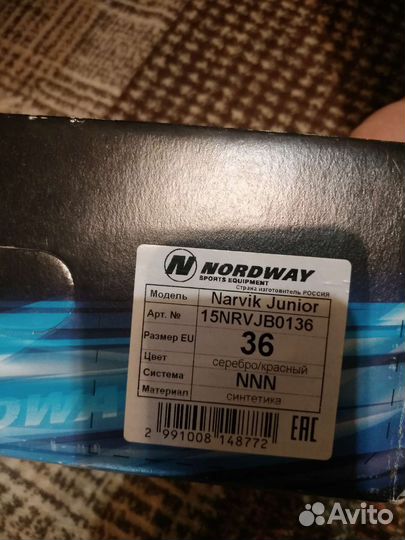 NORDWAY
SPORTS EQUIPMENT
Страна изготовитель РОССИЯ
Модель Narvik Junior
Арт. № 15NRVJB0136
Размер EU 36
Цвет серебро/красный
Система NNN
Материал синтетика
2 991008 148772
EAC
RDWAY
Avito